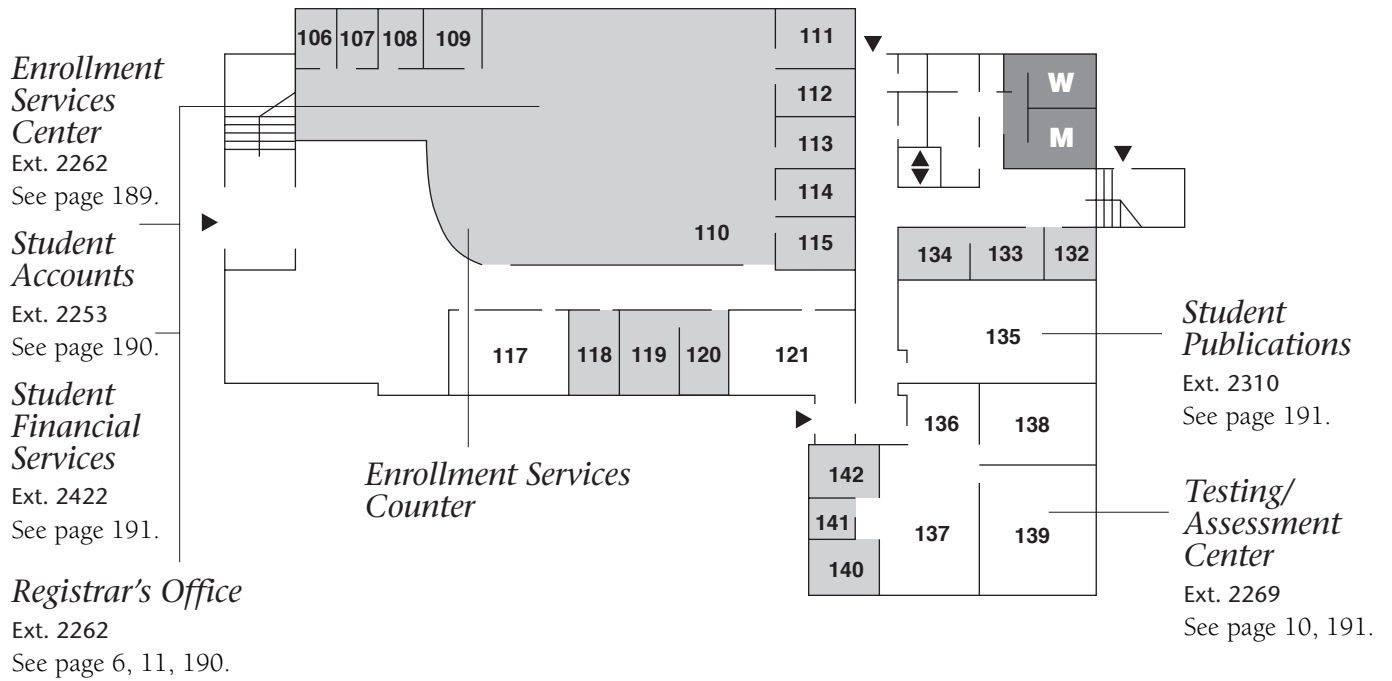 Enrollment
Services
Center
Ext. 2262
See page 189.
Student
Accounts
Ext. 2253
See page 190.
Student
Financial
Services
Ext. 2422
See page 191.
Registrar's Office
Ext. 2262
See page 6, 11, 190.
106 107 108 109
111
112
113
114
115
110
W
M
134 133 132
135
117 118 119 120 121
136 138
142
141
140
137 139
Enrollment Services
Counter
Student
Publications
Ext. 2310
See page 191.
Testing/
Assessment
Center
Ext. 2269
See page 10, 191.